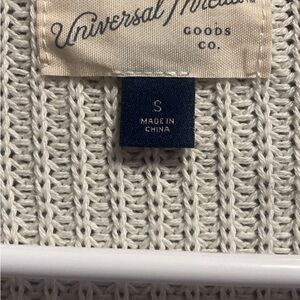 Universal Thread
GOODS
CO.
S
MADE IN
CHINA